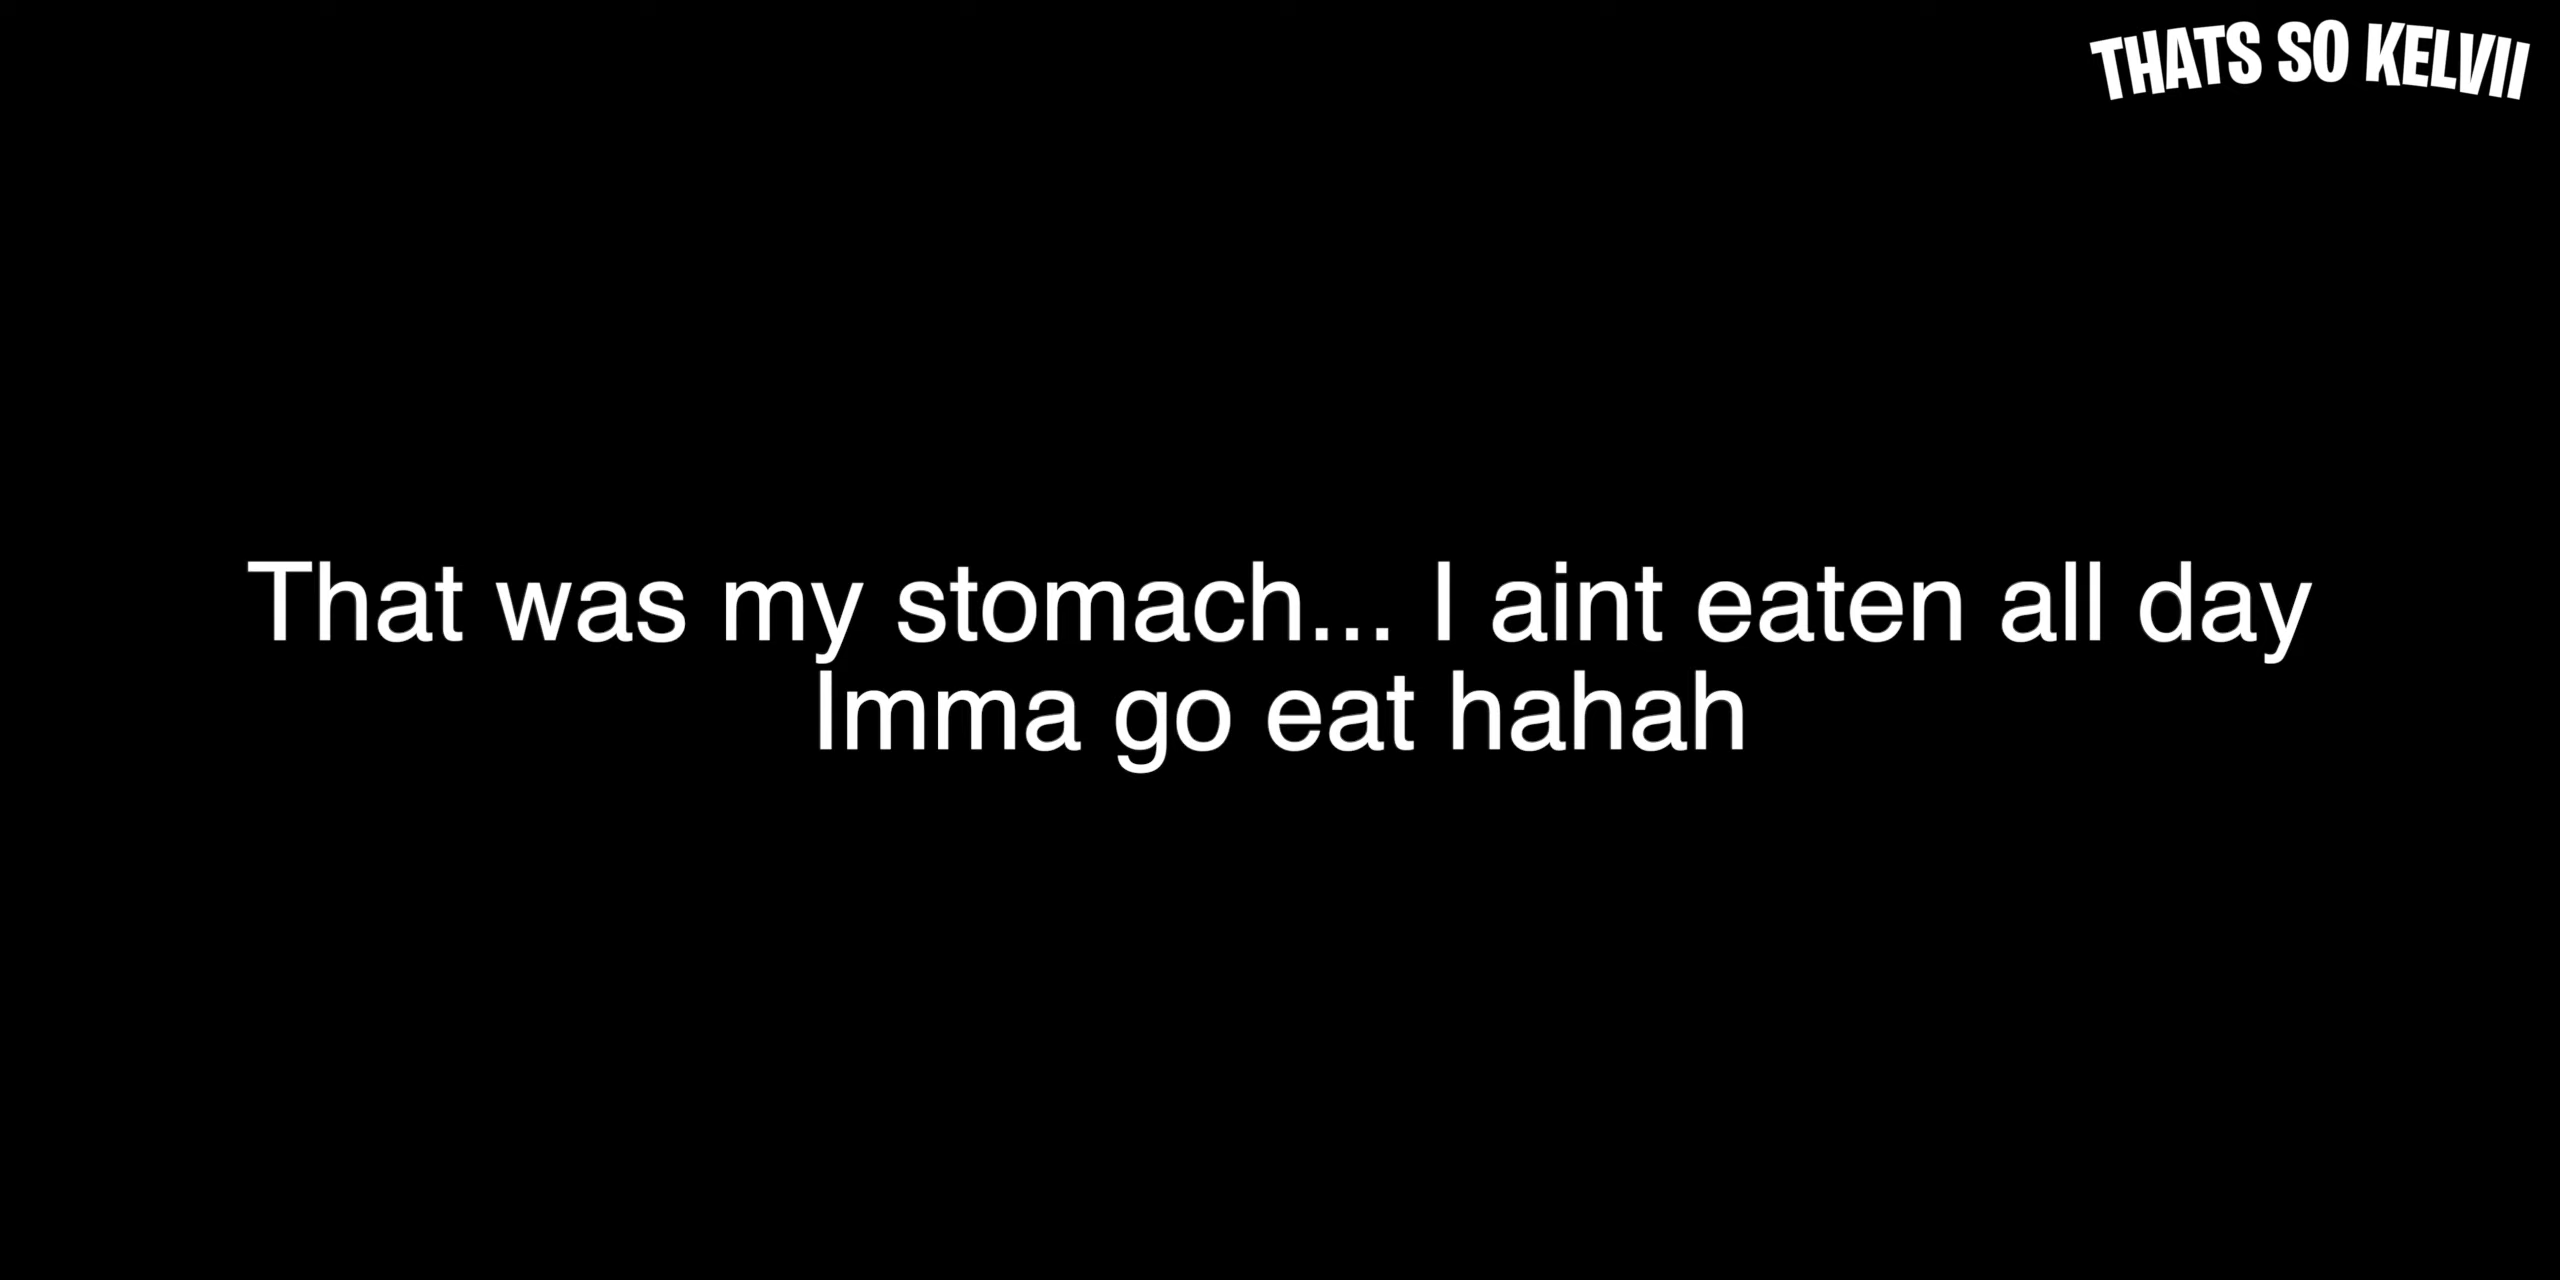 THATS SO KELVII
That was my stomach... I aint eaten all day
Imma go eat hahah